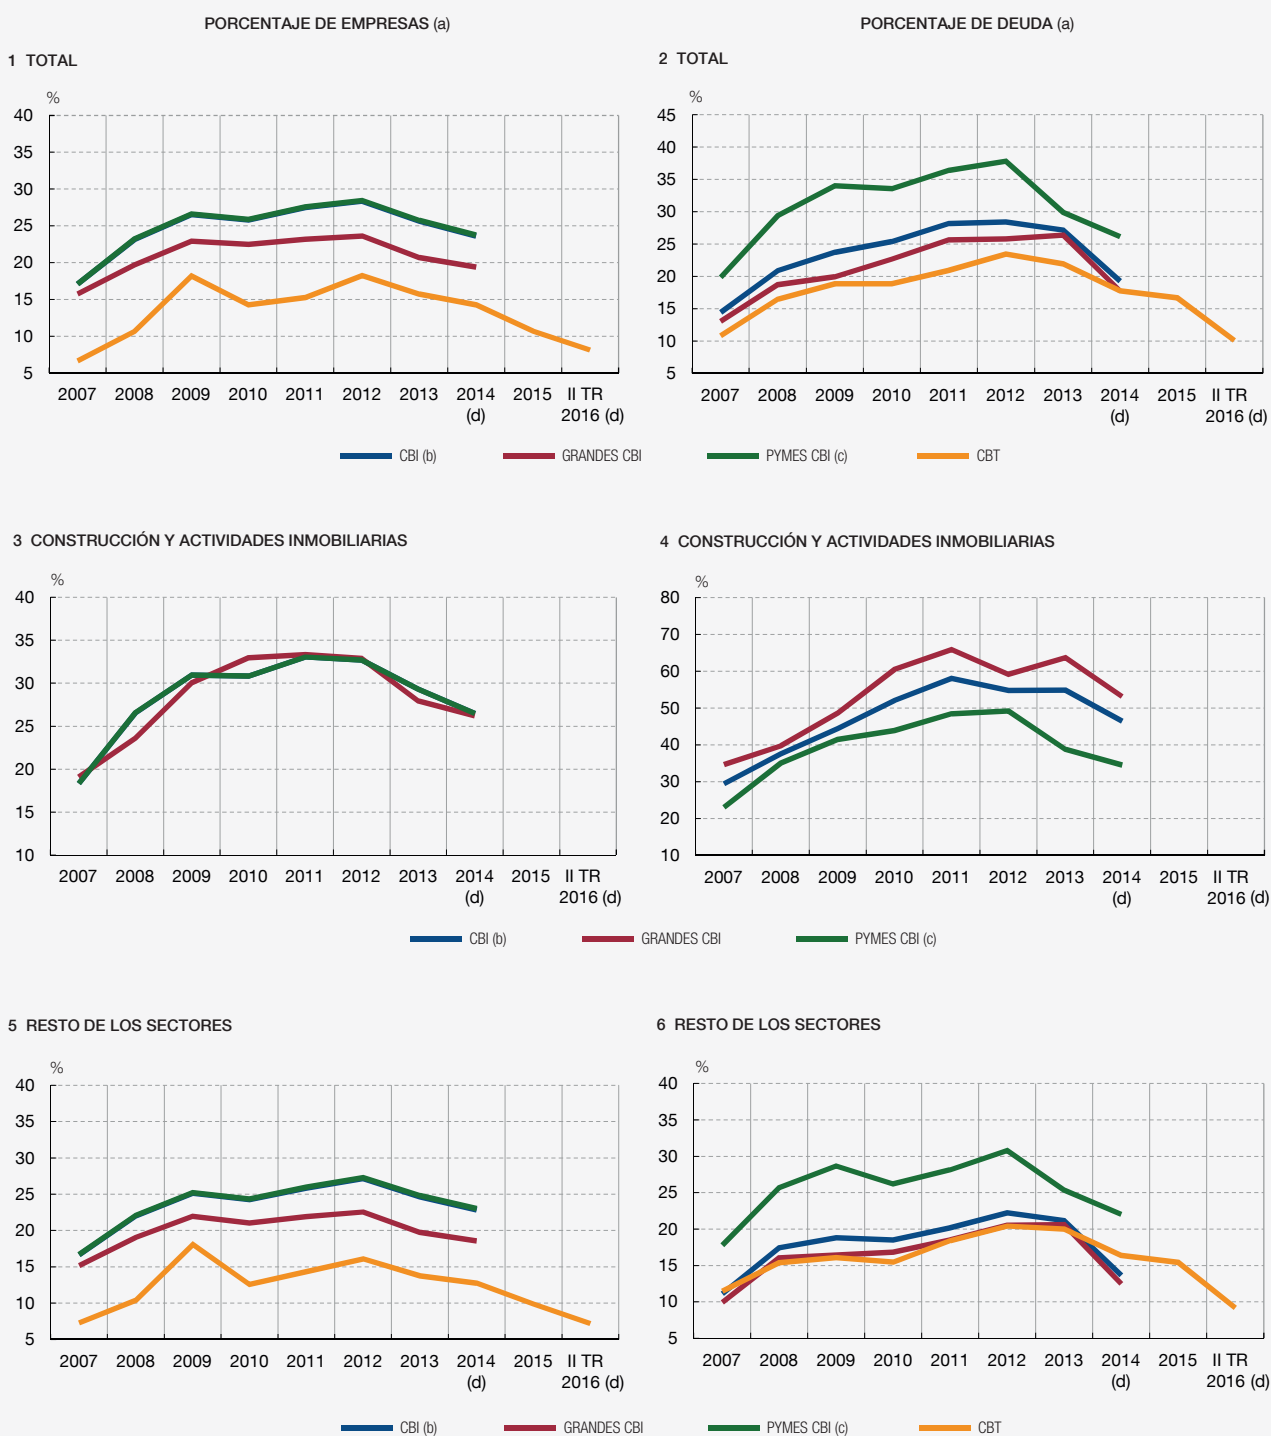 PORCENTAJE DE EMPRESAS (a)
1 TOTAL
%
40
35
30
25
20
15
10
5
2007 2008 2009 2010 2011 2012 2013 2014 2015 II TR
(d) 2016 (d)
PORCENTAJE DE DEUDA (a)
2 TOTAL
%
45
40
35
30
25
20
15
10
5
2007 2008 2009 2010 2011 2012 2013 2014 2015 II TR
(d) 2016 (d)
CBI (b) GRANDES CBI PYMES CBI (c) CBT
3 CONSTRUCCIÓN Y ACTIVIDADES INMOBILIARIAS
%
40
35
30
25
20
15
10
2007 2008 2009 2010 2011 2012 2013 2014 2015 II TR
(d) 2016 (d)
4 CONSTRUCCIÓN Y ACTIVIDADES INMOBILIARIAS
%
80
70
60
50
40
30
20
10
2007 2008 2009 2010 2011 2012 2013 2014 2015 II TR
(d) 2016 (d)
CBI (b) GRANDES CBI PYMES CBI (c)
5 RESTO DE LOS SECTORES
%
40
35
30
25
20
15
10
5
2007 2008 2009 2010 2011 2012 2013 2014 2015 II TR
(d) 2016 (d)
6 RESTO DE LOS SECTORES
%
40
35
30
25
20
15
10
5
2007 2008 2009 2010 2011 2012 2013 2014 2015 II TR
(d) 2016 (d)
CBI (b) GRANDES CBI PYMES CBI (c) CBT